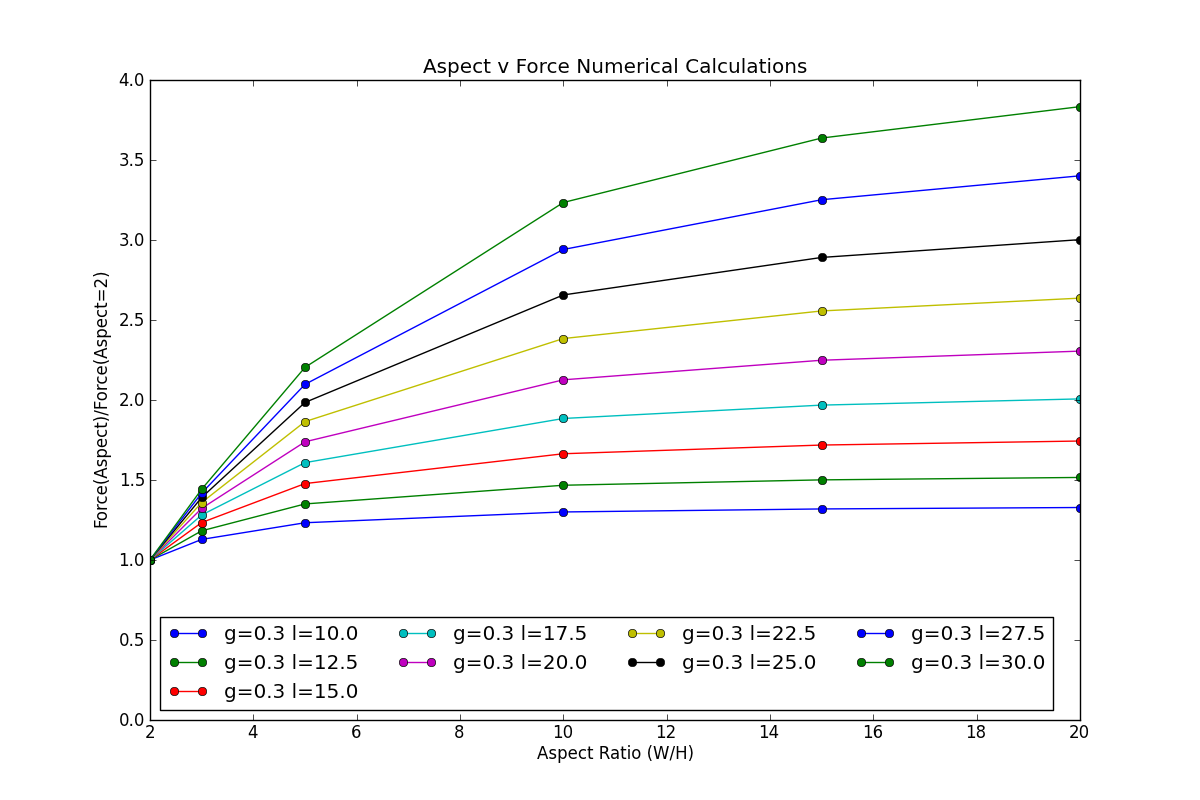 Aspect v Force Numerical Calculations
Force(Aspect)/Force(Aspect=2)
4.0
3.5
3.0
2.5
2.0
1.5
1.0
0.5
0.0
g=0.3 l=10.0 g=0.3 l=17.5 g=0.3 l=22.5 g=0.3 l=27.5
g=0.3 l=12.5 g=0.3 l=20.0 g=0.3 l=25.0 g=0.3 l=30.0
g=0.3 l=15.0
2 4 6 8 10 12 14 16 18 20
Aspect Ratio (W/H)